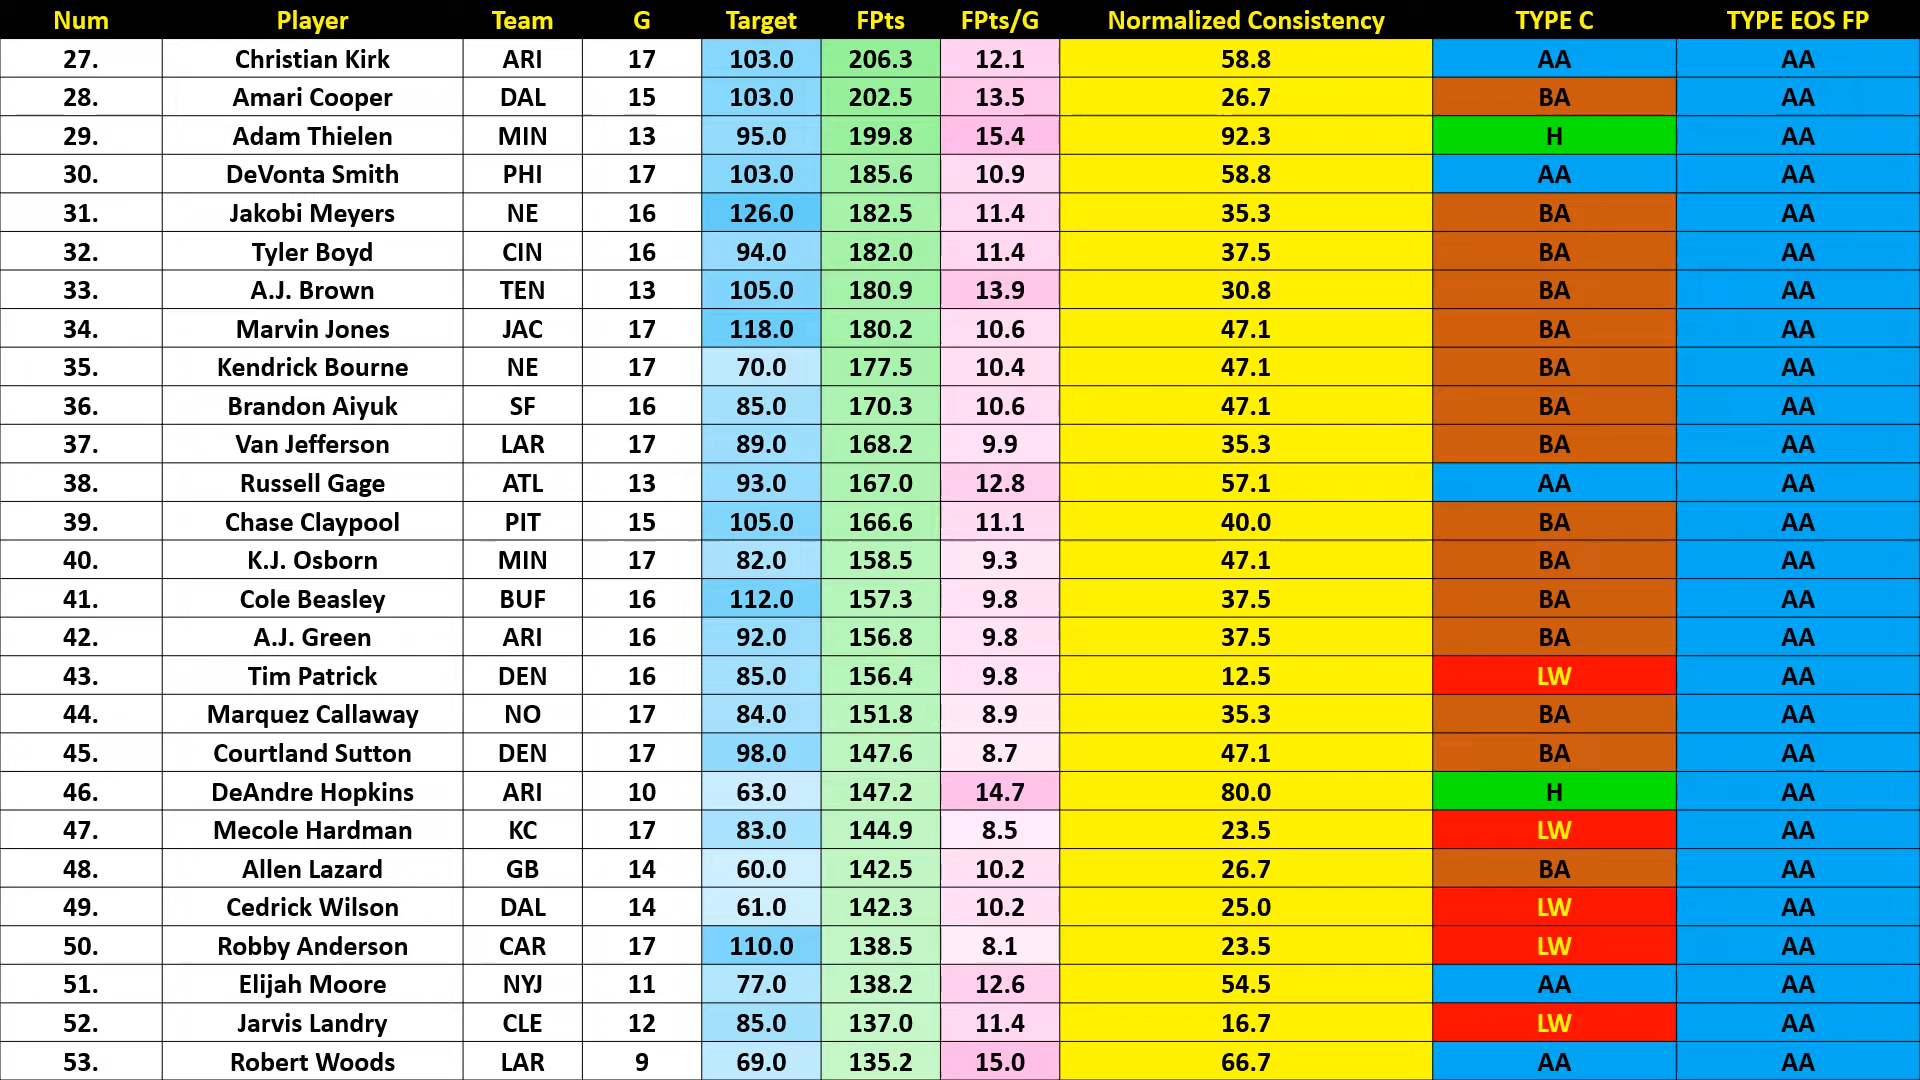 Num Player Team G Target FPts FPts/G Normalized Consistency TYPE C TYPE EOS FP
27. Christian Kirk ARI 17 103.0 206.3 12.1 58.8 AA AA
28. Amari Cooper DAL 15 103.0 202.5 13.5 26.7 BA AA
29. Adam Thielen MIN 13 95.0 199.8 15.4 92.3 H AA
30. DeVonta Smith PHI 17 103.0 185.6 10.9 58.8 AA AA
31. Jakobi Meyers NE 16 126.0 182.5 11.4 35.3 BA AA
32. Tyler Boyd CIN 16 94.0 182.0 11.4 37.5 BA AA
33. A.J. Brown TEN 13 105.0 180.9 13.9 30.8 BA AA
34. Marvin Jones JAC 17 118.0 180.2 10.6 47.1 BA AA
35. Kendrick Bourne NE 17 70.0 177.5 10.4 47.1 BA AA
36. Brandon Aiyuk SF 16 85.0 170.3 10.6 47.1 BA AA
37. Van Jefferson LAR 17 89.0 168.2 9.9 35.3 BA AA
38. Russell Gage ATL 13 93.0 167.0 12.8 57.1 AA AA
39. Chase Claypool PIT 15 105.0 166.6 11.1 40.0 BA AA
40. K.J. Osborn MIN 17 82.0 158.5 9.3 47.1 BA AA
41. Cole Beasley BUF 16 112.0 157.3 9.8 37.5 BA AA
42. A.J. Green ARI 16 92.0 156.8 9.8 37.5 BA AA
43. Tim Patrick DEN 16 85.0 156.4 9.8 12.5 LW AA
44. Marquez Callaway NO 17 84.0 151.8 8.9 35.3 BA AA
45. Courtland Sutton DEN 17 98.0 147.6 8.7 47.1 BA AA
46. DeAndre Hopkins ARI 10 63.0 147.2 14.7 80.0 H AA
47. Mecole Hardman KC 17 83.0 144.9 8.5 23.5 LW AA
48. Allen Lazard GB 14 60.0 142.5 10.2 26.7 BA AA
49. Cedrick Wilson DAL 14 61.0 142.3 10.2 25.0 LW AA
50. Robby Anderson CAR 17 110.0 138.5 8.1 23.5 LW AA
51. Elijah Moore NYJ 11 77.0 138.2 12.6 54.5 AA AA
52. Jarvis Landry CLE 12 85.0 137.0 11.4 16.7 LW AA
53. Robert Woods LAR 9 69.0 135.2 15.0 66.7 AA AA